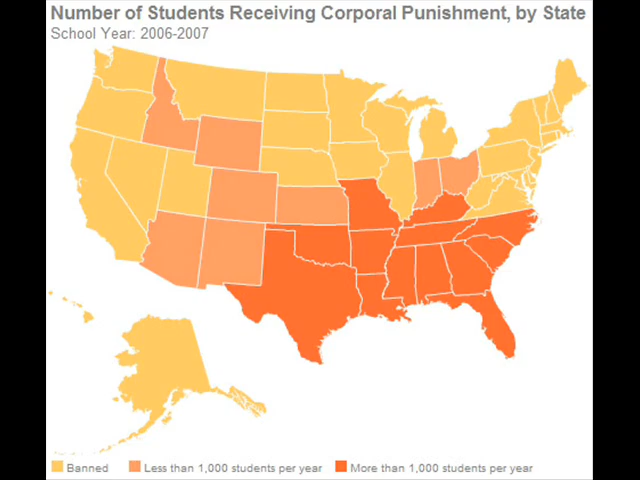 Number of Students Receiving Corporal Punishment, by State
School Year: 2006-2007
Banned Less than 1,000 students per year More than 1,000 students per year